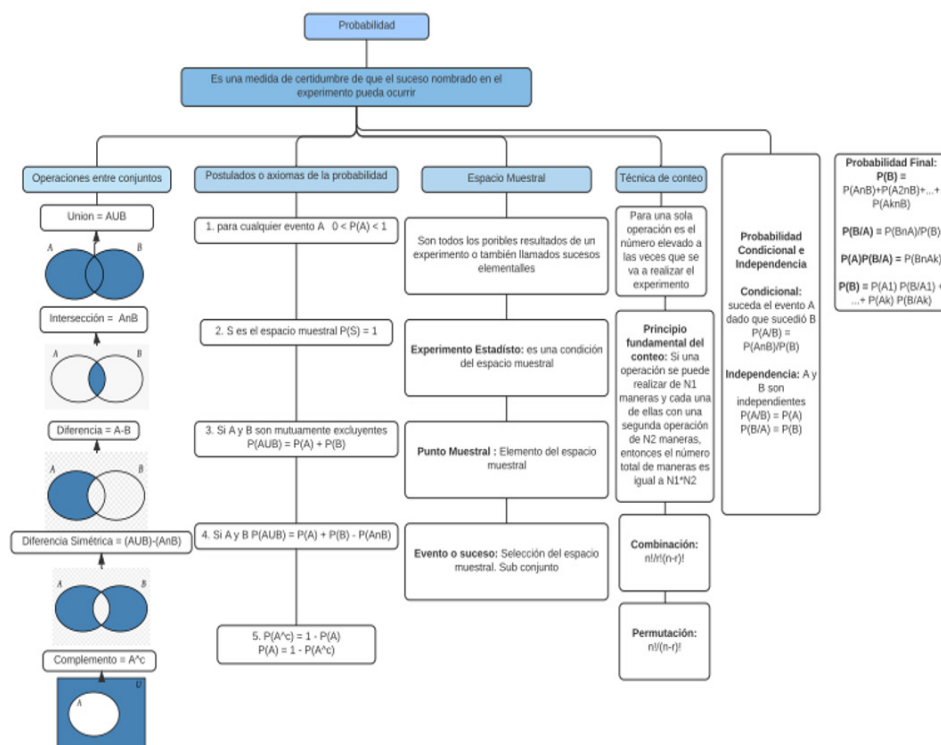 Probabilidad
Es una medida de certidumbre de que el suceso nombrado en el
experimento pueda ocurrir
Operaciones entre conjuntos
Union = AUB
A
B
Intersección = AnB
A
B
Diferencia = A-B
A
B
Diferencia Simétrica = (AUB)-(AnB)
A
B
Complemento = A^c
U
A
Postulados o axiomas de la probabilidad
1. para cualquier evento A 0 < P(A) < 1
2. S es el espacio muestral P(S) = 1
3. Si A y B son mutuamente excluyentes
P(AUB) = P(A) + P(B)
4. Si A y B P(AUB) = P(A) + P(B) - P(AnB)
5. P(A^c) = 1 - P(A)
P(A) = 1 - P(A^c)
Espacio Muestral
Son todos los poribles resultados de un
experimento o también llamados sucesos
elementalles
Experimento Estadísto: es una condición
del espacio muestral
Punto Muestral : Elemento del espacio
muestral
Evento o suceso: Selección del espacio
muestral. Sub conjunto
Técnica de conteo
Para una sola
operación es el
número elevado a
las veces que se
va a realizar el
experimento
Principio
fundamental del
conteo: Si una
operación se puede
realizar de N1
maneras y cada una
de ellas con una
segunda operación
de N2 maneras,
entonces el número
total de maneras es
igual a N1*N2
Combinación:
n!/r!(n-r)!
Permutación:
n!/(n-r)!
Probabilidad
Condicional e
Independencia
Condicional:
suceda el evento A
dado que sucedió B
P(A/B) =
P(AnB)/P(B)
Independencia: A y
B son
independientes
P(A/B) = P(A)
P(B/A) = P(B)
Probabilidad Final:
P(B) =
P(AnB)+P(A2nB)+...+
P(AknB)
P(B/A) = P(BnA)/P(B)
P(A)P(B/A) = P(BnAk)
P(B) = P(A1) P(B/A1) +
...+ P(Ak) P(B/Ak)